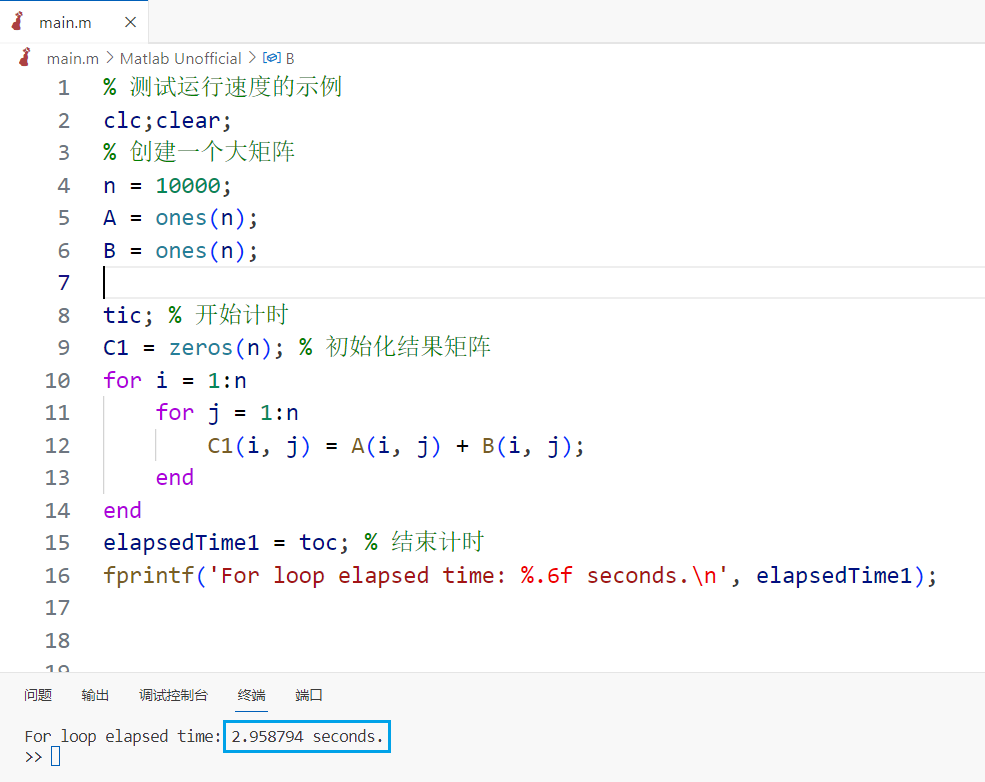 main.m
main.m > Matlab Unofficial > B
1 % 测试运行速度的示例
2 clc;clear;
3 % 创建一个大矩阵
4 n = 10000;
5 A = ones(n);
6 B = ones(n);
7
8 tic; % 开始计时
9 C1 = zeros(n); % 初始化结果矩阵
10 for i = 1:n
11 for j = 1:n
12 C1(i, j) = A(i, j) + B(i, j);
13 end
14 end
15 elapsedTime1 = toc; % 结束计时
16 fprintf('For loop elapsed time: %.6f seconds.\n', elapsedTime1);
17
18
19
问题 输出 调试控制台 终端 端口
For loop elapsed time: 2.958794 seconds.
>>